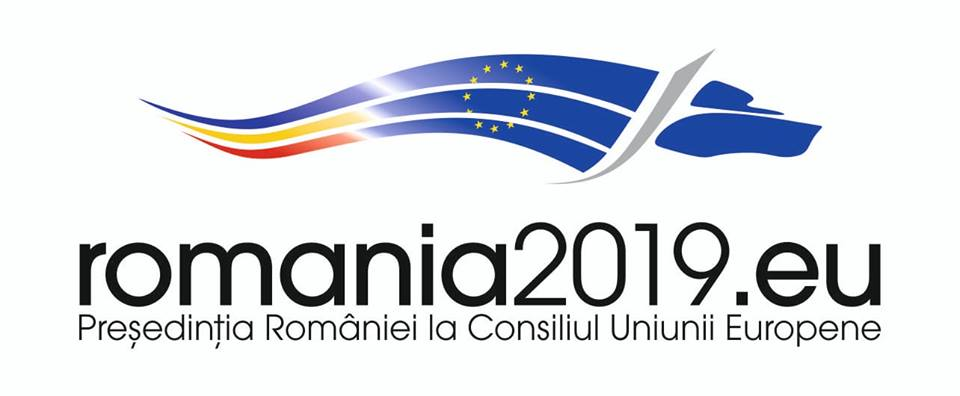 romania2019.eu
Președinția României la Consiliul Uniunii Europene